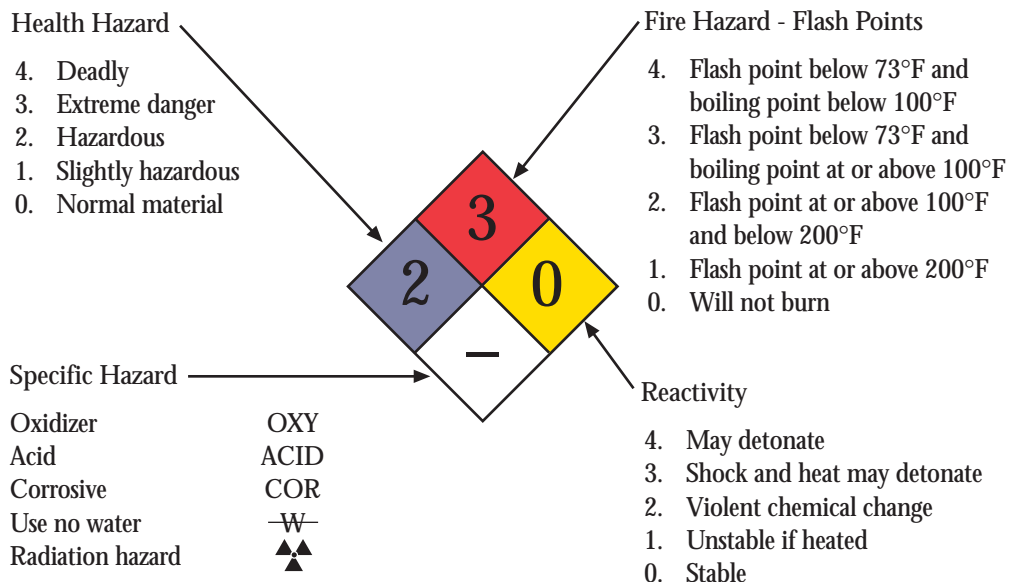 Health Hazard
4. Deadly
3. Extreme danger
2. Hazardous
1. Slightly hazardous
0. Normal material
Fire Hazard - Flash Points
4. Flash point below 73°F and
boiling point below 100°F
3. Flash point below 73°F and
boiling point at or above 100°F
2. Flash point at or above 100°F
and below 200°F
1. Flash point at or above 200°F
0. Will not burn
3
2
0
–
Specific Hazard
Oxidizer OXY
Acid ACID
Corrosive COR
Use no water W
Radiation hazard
Reactivity
4. May detonate
3. Shock and heat may detonate
2. Violent chemical change
1. Unstable if heated
0. Stable